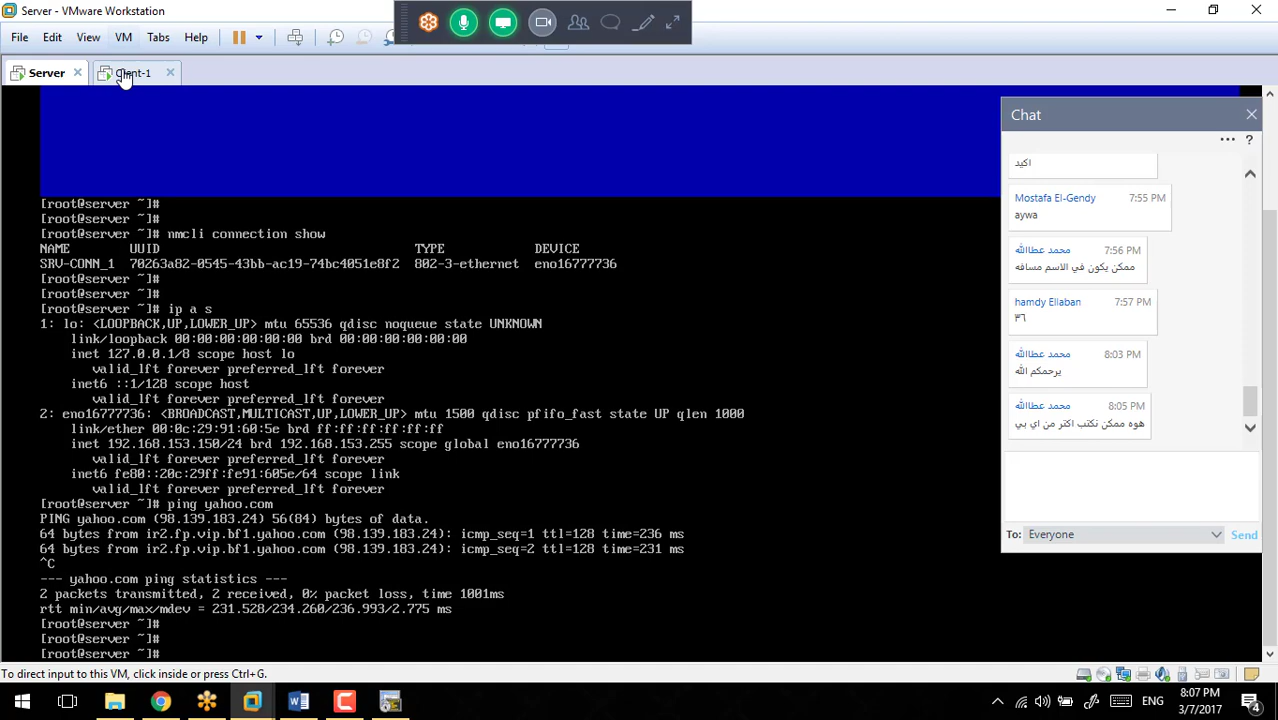 Server - VMware Workstation
File Edit View VM Tabs Help
Server
Client-1
Chat
اكيد
Mostafa El-Gendy 7:55 PM
aywa
محمد عطاالله 7:56 PM
ممكن يكون في الاسم مسافه
hamdy Ellaban 7:57 PM
٣٦
محمد عطاالله 8:03 PM
يرحمكم الله
محمد عطاالله 8:05 PM
هوه ممكن نكتب اكتر من اي بي
To: Everyone Send
[root@server ~]#
[root@server ~]#
[root@server ~]# nmcli connection show
NAME UUID TYPE DEVICE
SRV-CONN_1 70263a82-0545-43bb-ac19-74bc4051e8f2 802-3-ethernet eno16777736
[root@server ~]#
[root@server ~]#
[root@server ~]# ip a s
1: lo: <LOOPBACK,UP,LOWER_UP> mtu 65536 qdisc noqueue state UNKNOWN
link/loopback 00:00:00:00:00:00 brd 00:00:00:00:00:00
inet 127.0.0.1/8 scope host lo
valid_lft forever preferred_lft forever
inet6 ::1/128 scope host
valid_lft forever preferred_lft forever
2: eno16777736: <BROADCAST,MULTICAST,UP,LOWER_UP> mtu 1500 qdisc pfifo_fast state UP qlen 1000
link/ether 00:0c:29:91:60:5e brd ff:ff:ff:ff:ff:ff
inet 192.168.153.150/24 brd 192.168.153.255 scope global eno16777736
valid_lft forever preferred_lft forever
inet6 fe80::20c:29ff:fe91:605e/64 scope link
valid_lft forever preferred_lft forever
[root@server ~]# ping yahoo.com
PING yahoo.com (98.139.183.24) 56(84) bytes of data.
64 bytes from ir2.fp.vip.bf1.yahoo.com (98.139.183.24): icmp_seq=1 ttl=128 time=236 ms
64 bytes from ir2.fp.vip.bf1.yahoo.com (98.139.183.24): icmp_seq=2 ttl=128 time=231 ms
^C
--- yahoo.com ping statistics ---
2 packets transmitted, 2 received, 0% packet loss, time 1001ms
rtt min/avg/max/mdev = 231.528/234.260/236.993/2.775 ms
[root@server ~]#
[root@server ~]#
[root@server ~]#
To direct input to this VM, click inside or press Ctrl+G.
ENG
8:07 PM
3/7/2017
4